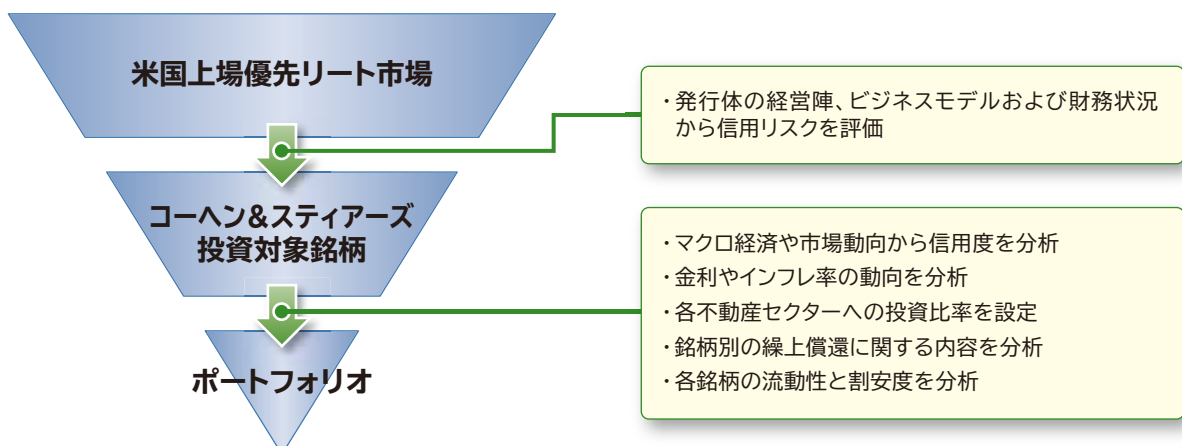 米国上場優先リート市場
・発行体の経営陣、ビジネスモデルおよび財務状況
から信用リスクを評価
コーヘン&スティアーズ
投資対象銘柄
・マクロ経済や市場動向から信用度を分析
・金利やインフレ率の動向を分析
・各不動産セクターへの投資比率を設定
・銘柄別の繰上償還に関する内容を分析
・各銘柄の流動性と割安度を分析
ポートフォリオ